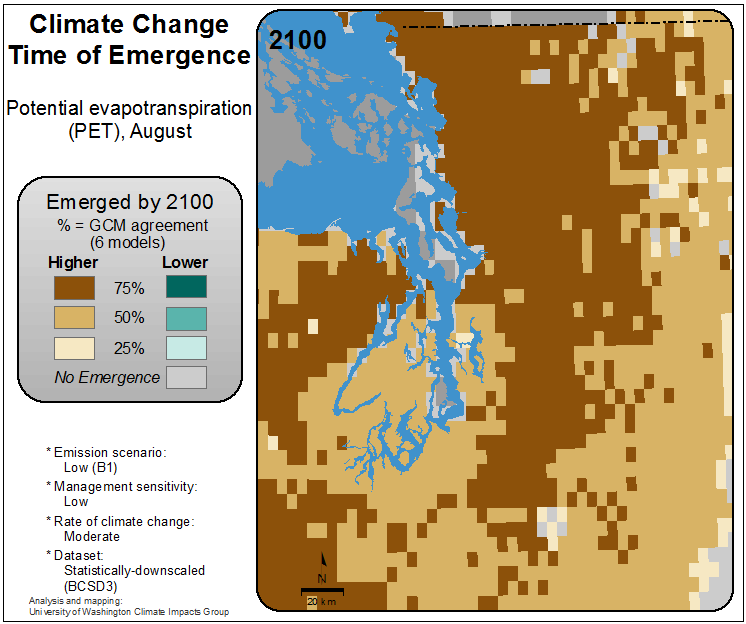 Climate Change
Time of Emergence
Potential evapotranspiration
(PET), August
Emerged by 2100
% = GCM agreement
(6 models)
Higher Lower
75%
50%
25%
No Emergence
* Emission scenario:
Low (B1)
* Management sensitivity:
Low
* Rate of climate change:
Moderate
* Dataset:
Statistically-downscaled
(BCSD3)
Analysis and mapping:
University of Washington Climate Impacts Group
2100
N
20 km